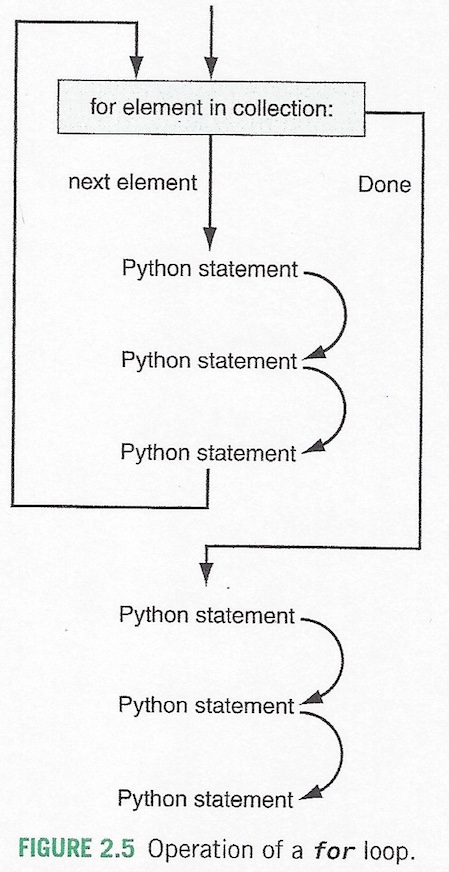 for element in collection:
next element
Done
Python statement
Python statement
Python statement
Python statement
Python statement
Python statement
FIGURE 2.5 Operation of a for loop.